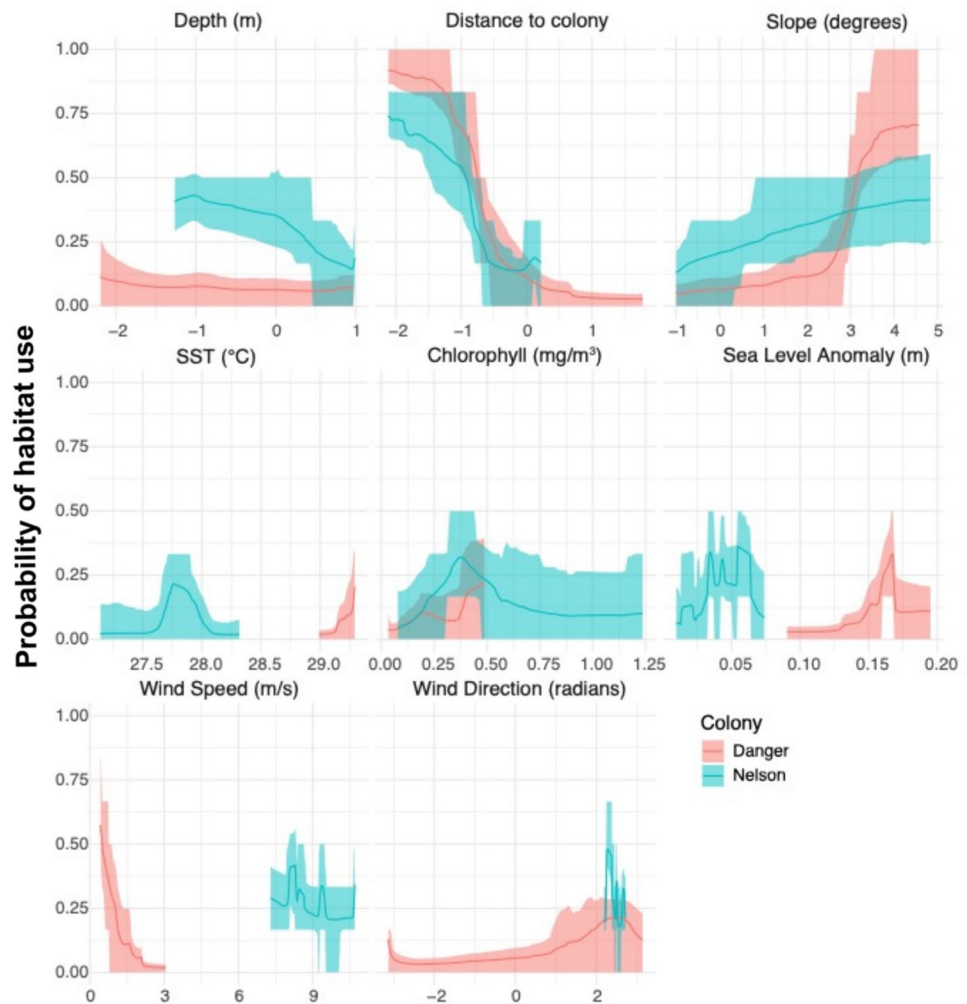 Depth (m) Distance to colony Slope (degrees)
1.00
0.75
0.50
0.25
0.00
−2 −1 0 1 −2 −1 0 1 −1 0 1 2 3 4 5
SST (°C) Chlorophyll (mg/m³) Sea Level Anomaly (m)
Probability of habitat use
1.00
0.75
0.50
0.25
0.00
27.5 28.0 28.5 29.0 0.00 0.25 0.50 0.75 1.00 1.25 0.05 0.10 0.15 0.20
Wind Speed (m/s) Wind Direction (radians)
1.00
0.75
0.50
0.25
0.00
0 3 6 9 −2 0 2
Colony
Danger
Nelson